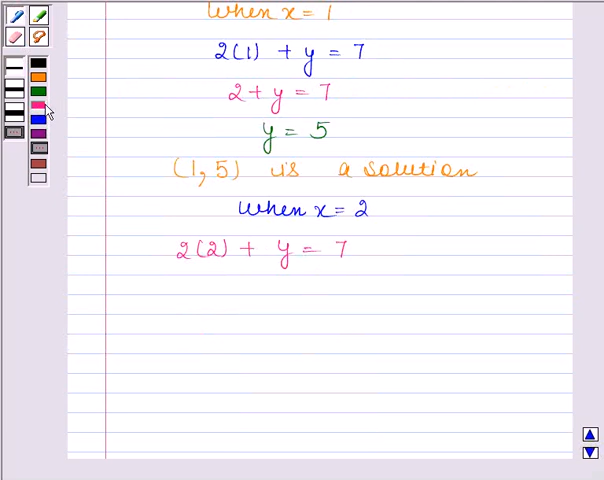 When x = 1
2(1) + y = 7
2 + y = 7
y = 5
(1, 5) is a solution
When x = 2
2(2) + y = 7